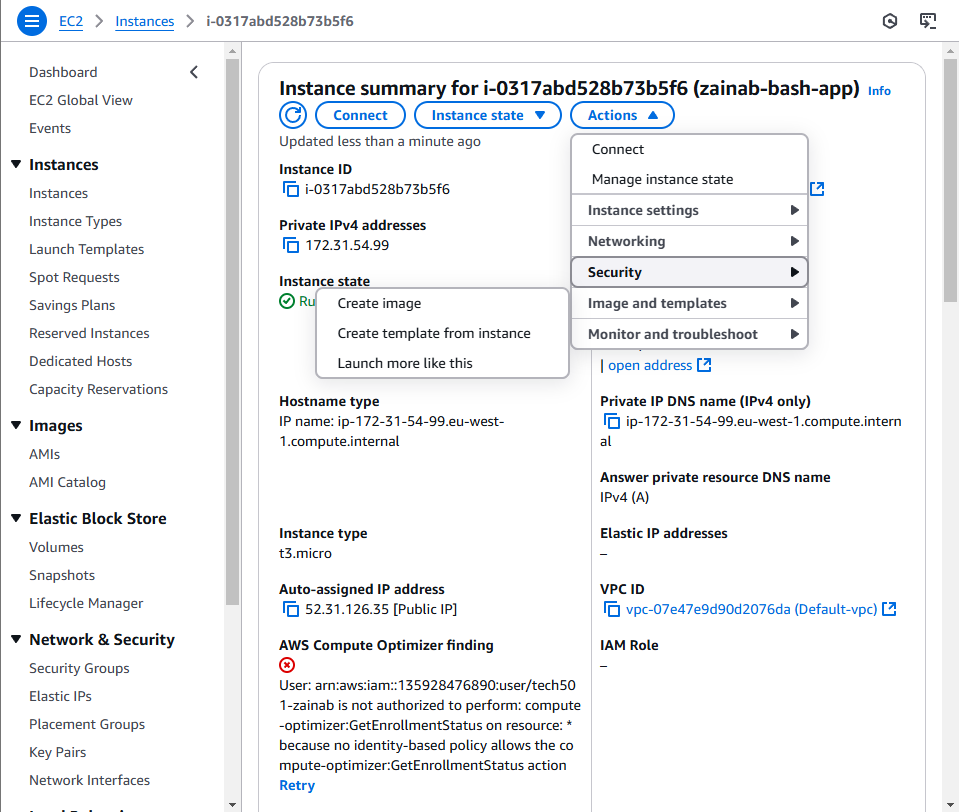 EC2 > Instances > i-0317abd528b73b5f6
Dashboard
EC2 Global View
Events
Instances
Instances
Instance Types
Launch Templates
Spot Requests
Savings Plans
Reserved Instances
Dedicated Hosts
Capacity Reservations
Images
AMIs
AMI Catalog
Elastic Block Store
Volumes
Snapshots
Lifecycle Manager
Network & Security
Security Groups
Elastic IPs
Placement Groups
Key Pairs
Network Interfaces
Instance summary for i-0317abd528b73b5f6 (zainab-bash-app) Info
Connect
Instance state
Actions
Updated less than a minute ago
Connect
Manage instance state
Instance settings
Networking
Security
Image and templates
Monitor and troubleshoot
Create image
Create template from instance
Launch more like this
Instance ID
i-0317abd528b73b5f6
Private IPv4 addresses
172.31.54.99
Instance state
| open address
Hostname type
IP name: ip-172-31-54-99.eu-west-
1.compute.internal
Private IP DNS name (IPv4 only)
ip-172-31-54-99.eu-west-1.compute.intern
al
Answer private resource DNS name
IPv4 (A)
Instance type
t3.micro
Elastic IP addresses
–
Auto-assigned IP address
52.31.126.35 [Public IP]
VPC ID
vpc-07e47e9d90d2076da (Default-vpc)
AWS Compute Optimizer finding
User: arn:aws:iam::135928476890:user/tech50
1-zainab is not authorized to perform: compute
-optimizer:GetEnrollmentStatus on resource: *
because no identity-based policy allows the co
mpute-optimizer:GetEnrollmentStatus action
Retry
IAM Role
–